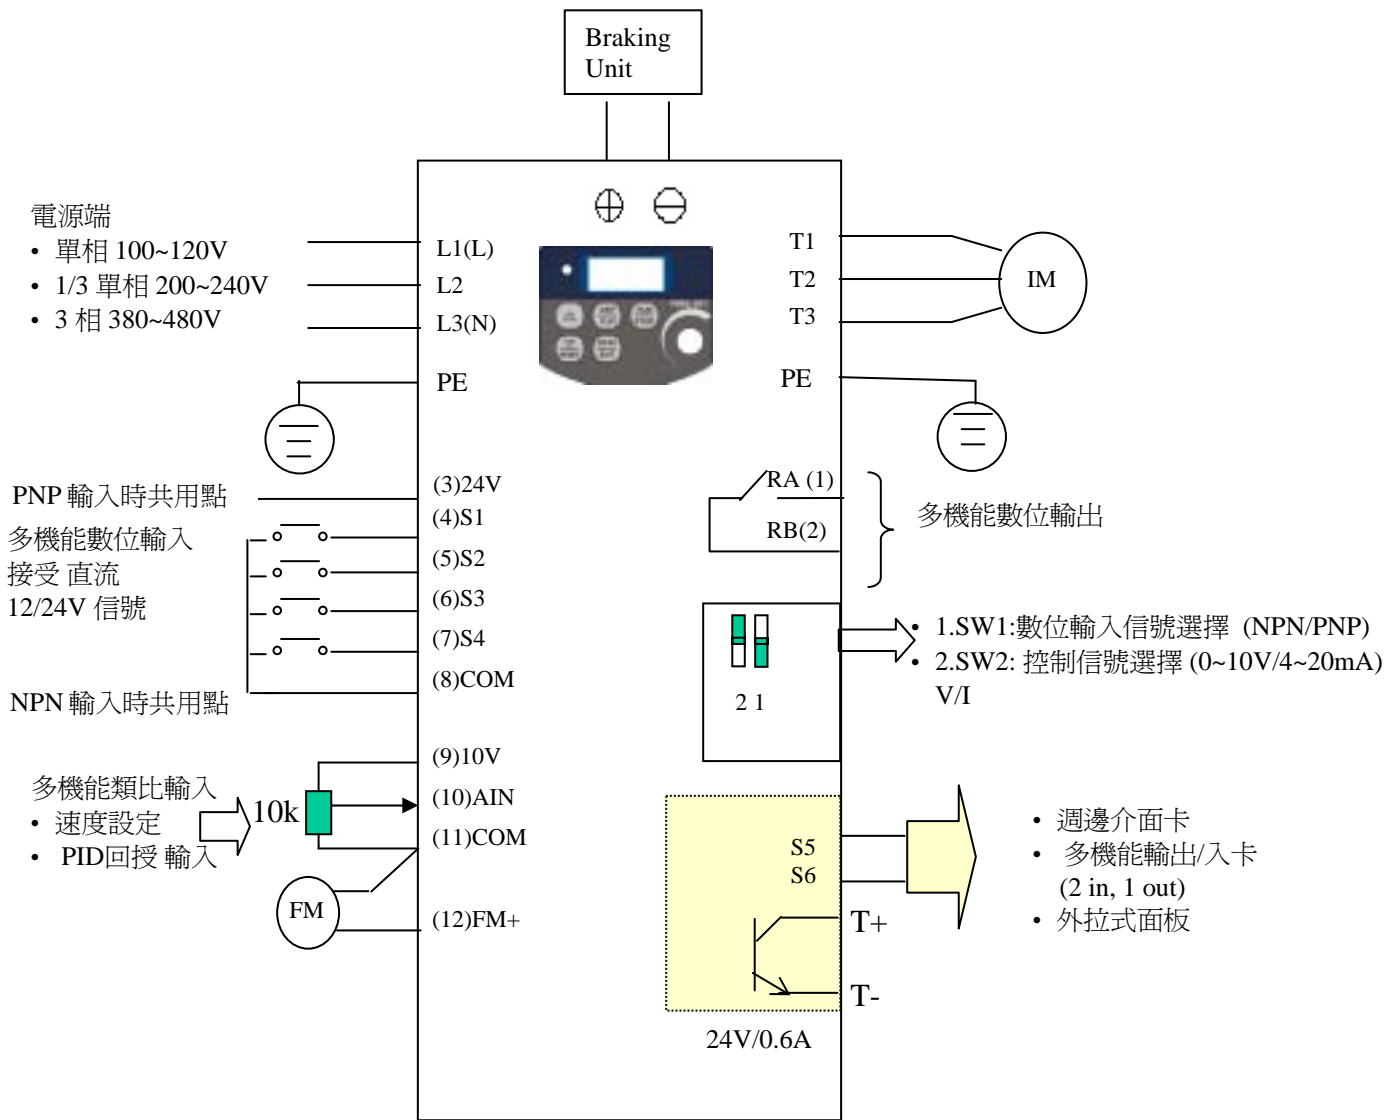 Braking
Unit
電源端
• 單相 100~120V
• 1/3 單相 200~240V
• 3 相 380~480V
L1(L)
L2
L3(N)
PE
T1
T2
T3
PE
IM
PNP 輸入時共用點
多機能數位輸入
接受 直流
12/24V 信號
NPN 輸入時共用點
(3)24V
(4)S1
(5)S2
(6)S3
(7)S4
(8)COM
RA (1)
RB(2)
多機能數位輸出
2 1
• 1.SW1:數位輸入信號選擇 (NPN/PNP)
• 2.SW2: 控制信號選擇 (0~10V/4~20mA)
V/I
多機能類比輸入
• 速度設定
• PID回授 輸入
10k
(9)10V
(10)AIN
(11)COM
FM
(12)FM+
S5
S6
T+
T-
24V/0.6A
• 週邊介面卡
• 多機能輸出/入卡
(2 in, 1 out)
• 外拉式面板